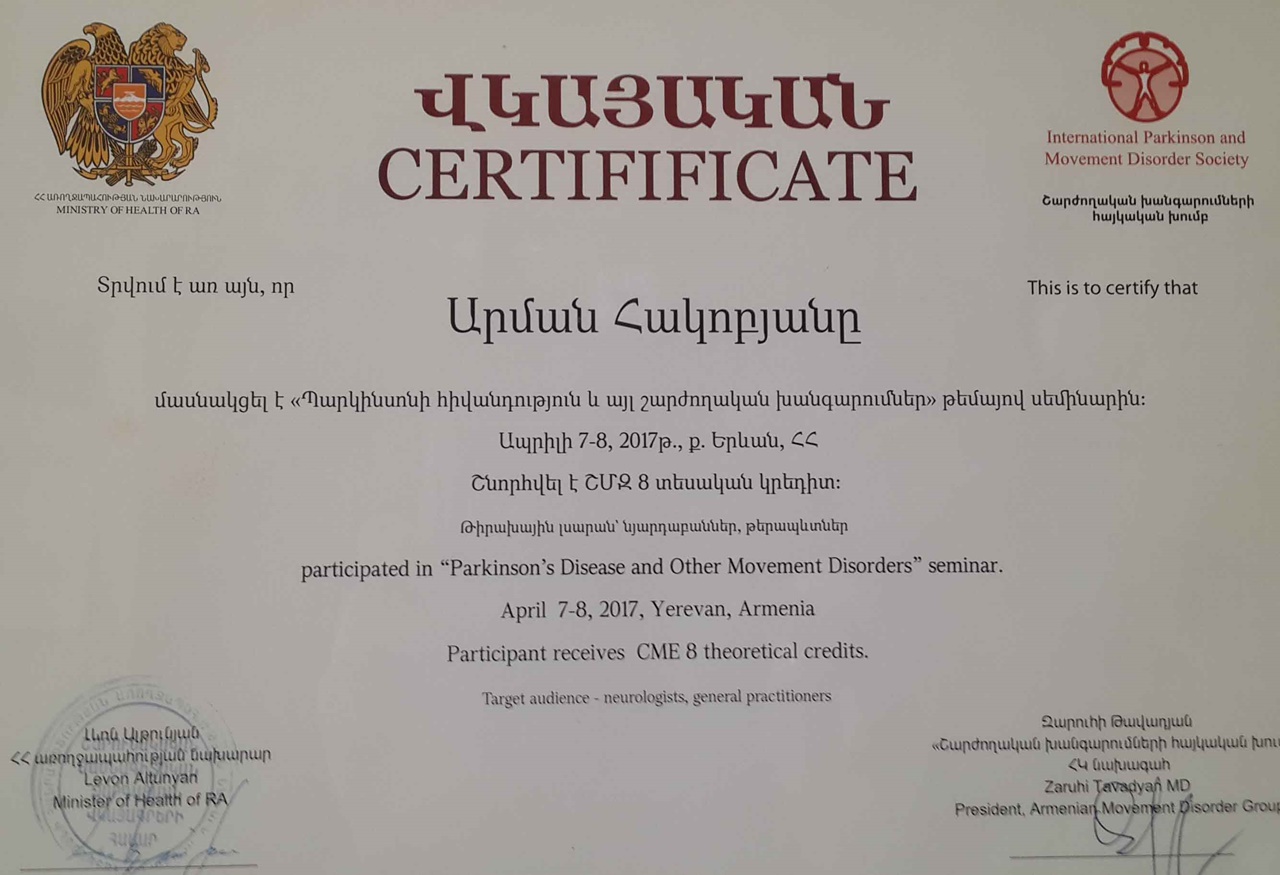 ՎԿԱՅԱԿԱՆ
CERTIFIFICATE
ՀՀ ԱՌՈՂՋԱՊԱՀՈՒԹՅԱՆ ՆԱԽԱՐԱՐՈՒԹՅՈՒՆ
MINISTRY OF HEALTH OF RA
International Parkinson and
Movement Disorder Society
Շարժողական խանգարումների
հայկական խումբ
Տրվում է առ այն, որ
This is to certify that
Արման Հակոբյանը
մասնակցել է «Պարկինսոնի հիվանդություն և այլ շարժողական խանգարումներ» թեմայով սեմինարին:
Ապրիլի 7-8, 2017թ., ք. Երևան, ՀՀ
Շնորհվել է ՇՄԶ 8 տեսական կրեդիտ:
Թիրախային լսարան՝ նյարդաբաններ, թերապևտներ
participated in “Parkinson’s Disease and Other Movement Disorders” seminar.
April 7-8, 2017, Yerevan, Armenia
Participant receives CME 8 theoretical credits.
Target audience - neurologists, general practitioners
Լևոն Ալթունյան
ՀՀ առողջապահության նախարար
Levon Altunyan
Minister of Health of RA
ՎԿԱՅԱԳՐԵՐԻ
ՀԱՄԱՐ
Զարուհի Թավադյան
«Շարժողական խանգարումների հայկական
ՀԿ նախագահ
Zaruhi Tavadyan MD
President, Armenian Movement Disorder Group